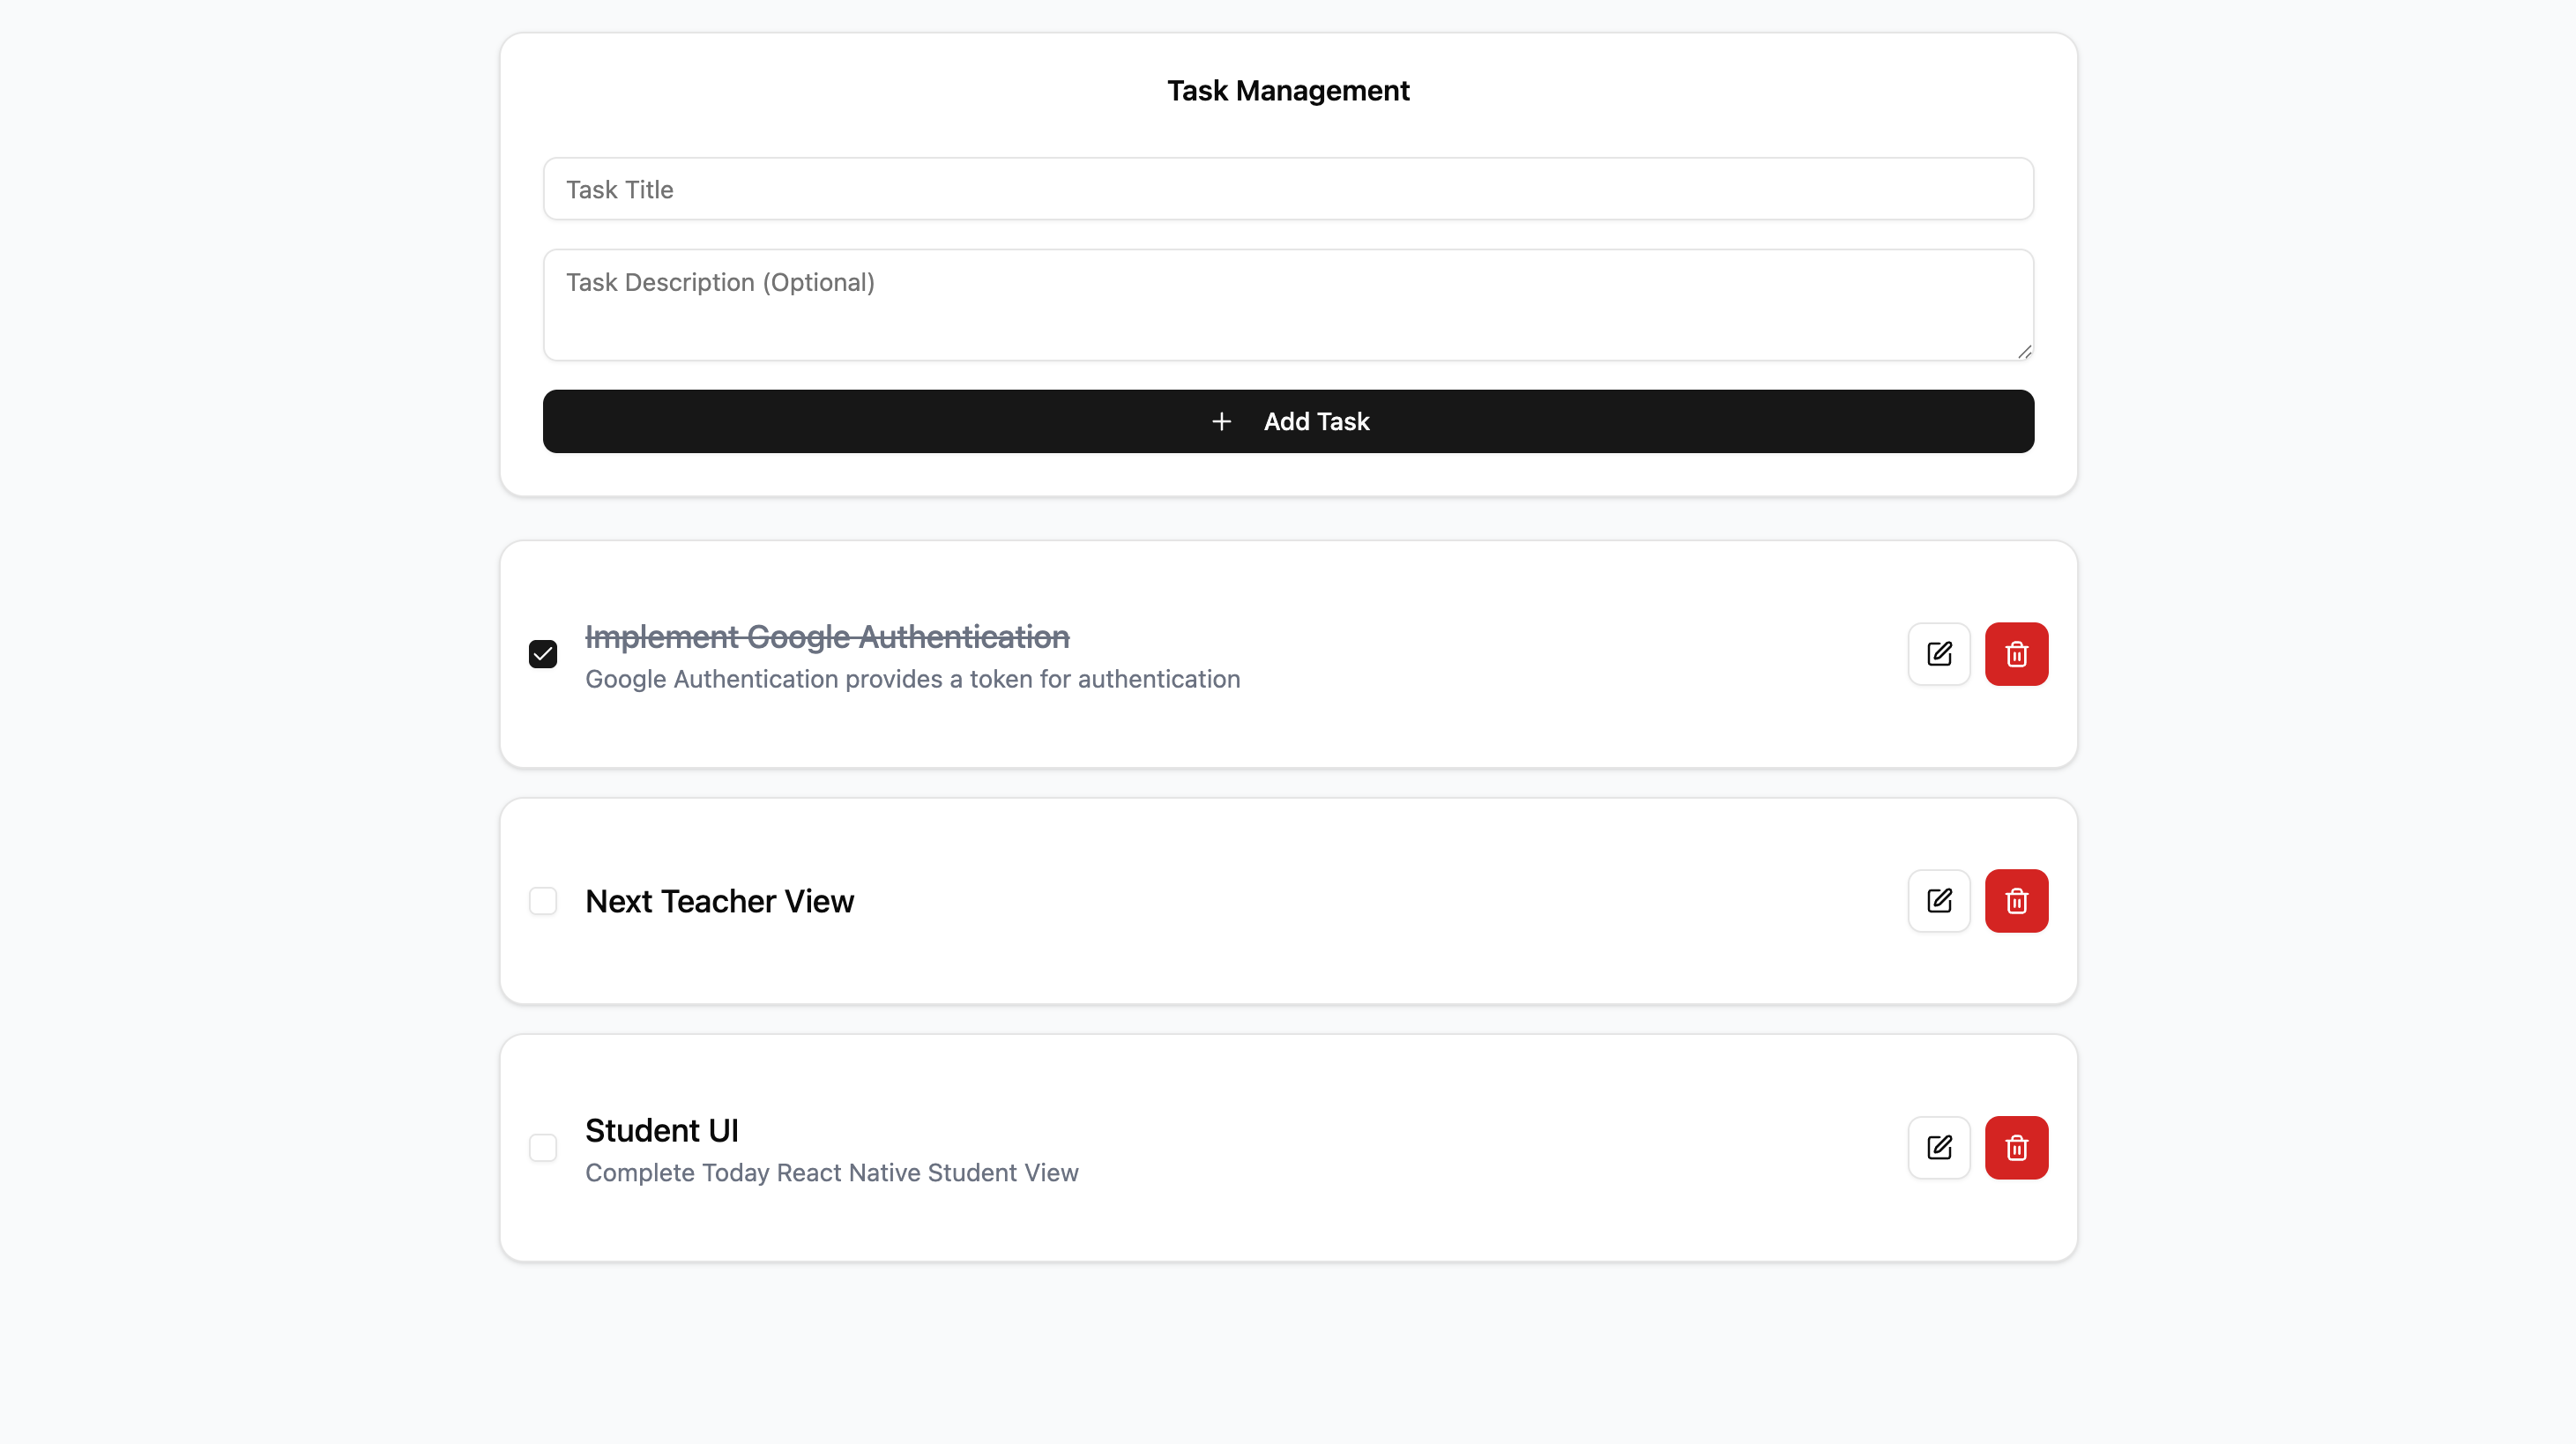 Task Management
Task Title
Task Description (Optional)
Add Task
Implement Google Authentication
Google Authentication provides a token for authentication
Next Teacher View
Student UI
Complete Today React Native Student View